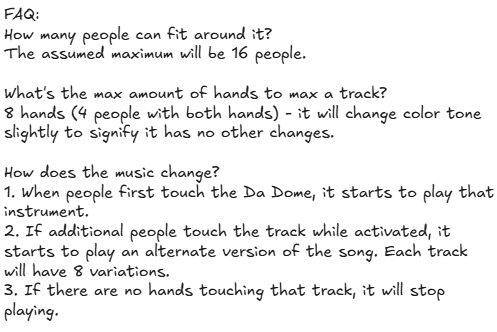 FAQ:
How many people can fit around it?
The assumed maximum will be 16 people.

What's the max amount of hands to max a track?
8 hands (4 people with both hands) - it will change color tone
slightly to signify it has no other changes.

How does the music change?
1. When people first touch the Da Dome, it starts to play that
instrument.
2. If additional people touch the track while activated, it
starts to play an alternate version of the song. Each track
will have 8 variations.
3. If there are no hands touching that track, it will stop
playing.